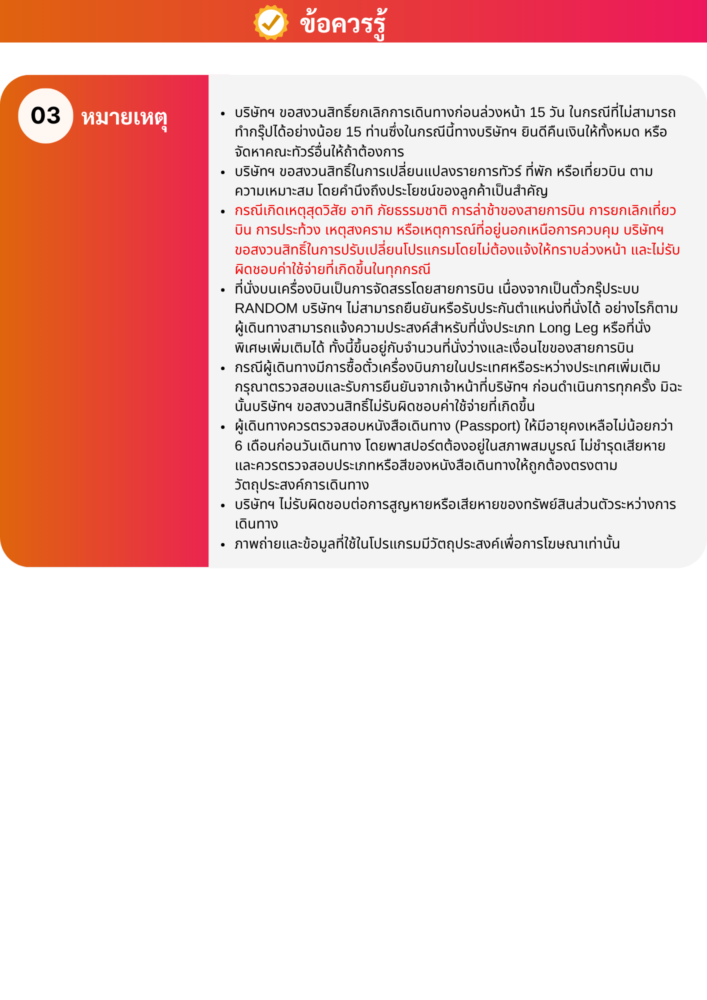 ข้อควรรู้
03 หมายเหตุ
• บริษัทฯ ขอสงวนสิทธิ์ยกเลิกการเดินทางก่อนล่วงหน้า 15 วัน ในกรณีที่ไม่สามารถ
ทำกรุ๊ปได้อย่างน้อย 15 ท่านซึ่งในกรณีนี้ทางบริษัทฯ ยินดีคืนเงินให้ทั้งหมด หรือ
จัดหาคณะทัวร์อื่นให้ถ้าต้องการ
• บริษัทฯ ขอสงวนสิทธิ์ในการเปลี่ยนแปลงรายการทัวร์ ที่พัก หรือเที่ยวบิน ตาม
ความเหมาะสม โดยคำนึงถึงประโยชน์ของลูกค้าเป็นสำคัญ
• กรณีเกิดเหตุสุดวิสัย อาทิ ภัยธรรมชาติ การล่าช้าของสายการบิน การยกเลิกเที่ยว
บิน การประท้วง เหตุสงคราม หรือเหตุการณ์ที่อยู่นอกเหนือการควบคุม บริษัทฯ
ขอสงวนสิทธิ์ในการปรับเปลี่ยนโปรแกรมโดยไม่ต้องแจ้งให้ทราบล่วงหน้า และไม่รับ
ผิดชอบค่าใช้จ่ายที่เกิดขึ้นในทุกกรณี
• ที่นั่งบนเครื่องบินเป็นการจัดสรรโดยสายการบิน เนื่องจากเป็นตั๋วกรุ๊ประบบ
RANDOM บริษัทฯ ไม่สามารถยืนยันหรือรับประกันตำแหน่งที่นั่งได้ อย่างไรก็ตาม
ผู้เดินทางสามารถแจ้งความประสงค์สำหรับที่นั่งประเภท Long Leg หรือที่นั่ง
พิเศษเพิ่มเติมได้ ทั้งนี้ขึ้นอยู่กับจำนวนที่นั่งว่างและเงื่อนไขของสายการบิน
• กรณีผู้เดินทางมีการซื้อตั๋วเครื่องบินภายในประเทศหรือระหว่างประเทศเพิ่มเติม
กรุณาตรวจสอบและรับการยืนยันจากเจ้าหน้าที่บริษัทฯ ก่อนดำเนินการทุกครั้ง มิฉะ
นั้นบริษัทฯ ขอสงวนสิทธิ์ไม่รับผิดชอบค่าใช้จ่ายที่เกิดขึ้น
• ผู้เดินทางควรตรวจสอบหนังสือเดินทาง (Passport) ให้มีอายุคงเหลือไม่น้อยกว่า
6 เดือนก่อนวันเดินทาง โดยพาสปอร์ตต้องอยู่ในสภาพสมบูรณ์ ไม่ชำรุดเสียหาย
และควรตรวจสอบประเภทหรือสีของหนังสือเดินทางให้ถูกต้องตรงตาม
วัตถุประสงค์การเดินทาง
• บริษัทฯ ไม่รับผิดชอบต่อการสูญหายหรือเสียหายของทรัพย์สินส่วนตัวระหว่างการ
เดินทาง
• ภาพถ่ายและข้อมูลที่ใช้ในโปรแกรมมีวัตถุประสงค์เพื่อการโฆษณาเท่านั้น